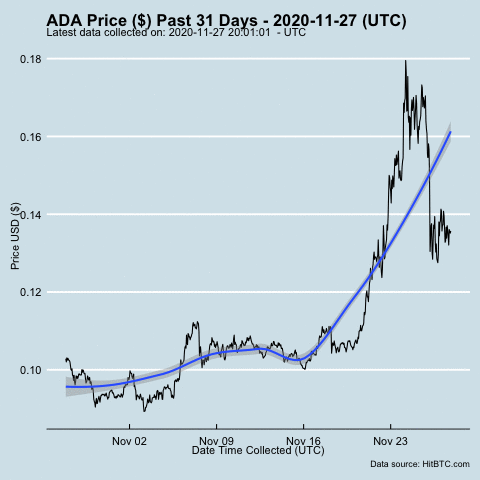 ADA Price ($) Past 31 Days - 2020-11-27 (UTC)
Latest data collected on: 2020-11-27 20:01:01 - UTC
0.18
0.16
0.14
0.12
0.10
Price USD ($)
Nov 02 Nov 09 Nov 16 Nov 23
Date Time Collected (UTC)
Data source: HitBTC.com